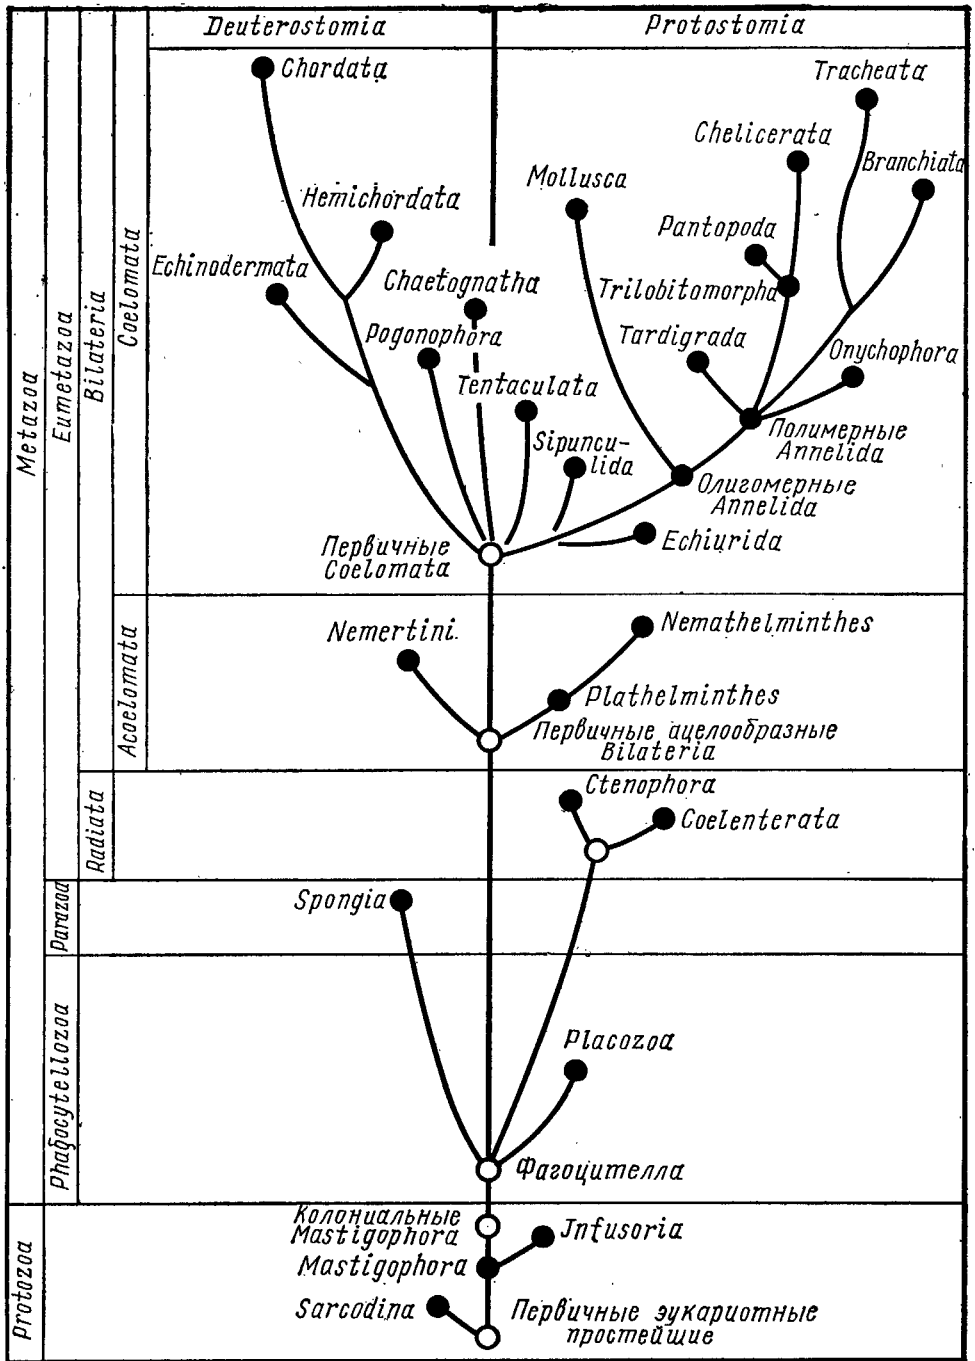 Deuterostomia
Protostomia
Chordata
Tracheata
Chelicerata
Branchiata
Mollusca
Hemichordata
Pantopoda
Echinodermata
Chaetognatha
Trilobitomorpha
Pogonophora
Tardigrada
Onychophora
Tentaculata
Sipuncu-
lida
Полимерные
Annelida
Олигомерные
Annelida
Echiurida
Первичные
Coelomata
Nemertini.
Nemathelminthes
Plathelminthes
Первичные ацелообразные
Bilateria
Ctenophora
Coelenterata
Spongia
Placozoa
Фагоцителла
Колониальные
Mastigophora
Jnfusoria
Mastigophora
Sarcodina
Первичные эукариотные
простейшие
Metazoa
Eumetazoa
Bilateria
Coelomata
Acoelomata
Radiata
Parazoa
Phagocytellozoa
Protozoa